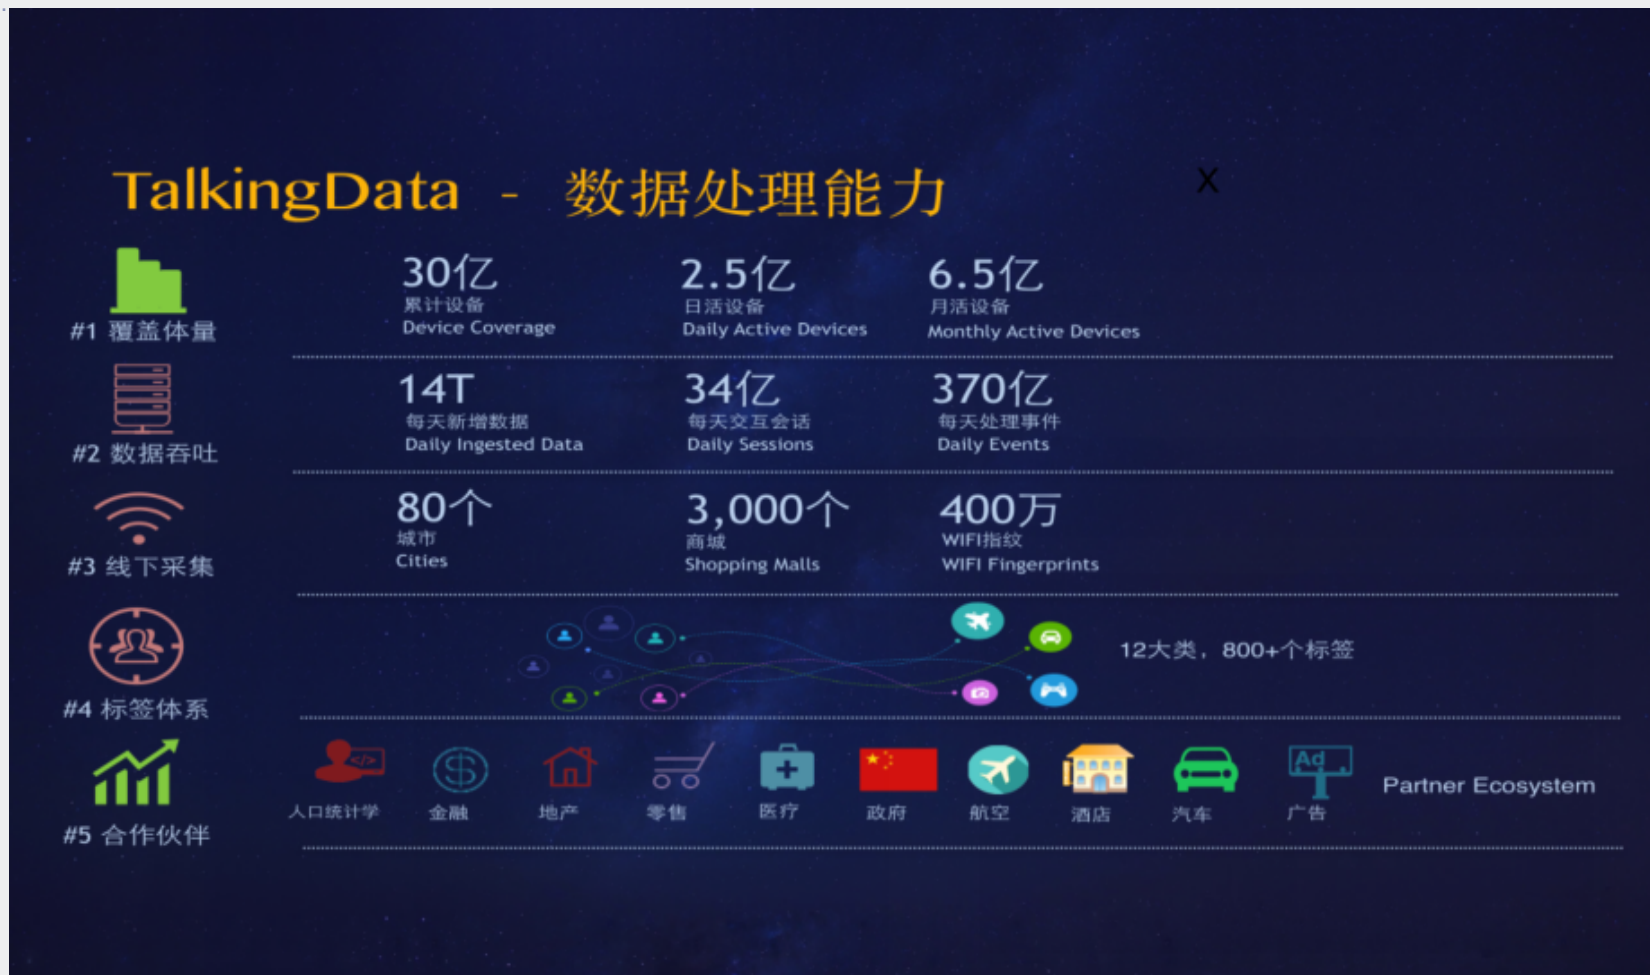 TalkingData - 数据处理能力
X
#1 覆盖体量
30亿
累计设备
Device Coverage
2.5亿
日活设备
Daily Active Devices
6.5亿
月活设备
Monthly Active Devices
#2 数据吞吐
14T
每天新增数据
Daily Ingested Data
34亿
每天交互会话
Daily Sessions
370亿
每天处理事件
Daily Events
#3 线下采集
80个
城市
Cities
3,000个
商城
Shopping Malls
400万
WIFI指纹
WIFI Fingerprints
#4 标签体系
12大类，800+个标签
#5 合作伙伴
</>
人口统计学
金融
地产
零售
医疗
政府
航空
酒店
汽车
Ad
广告
Partner Ecosystem